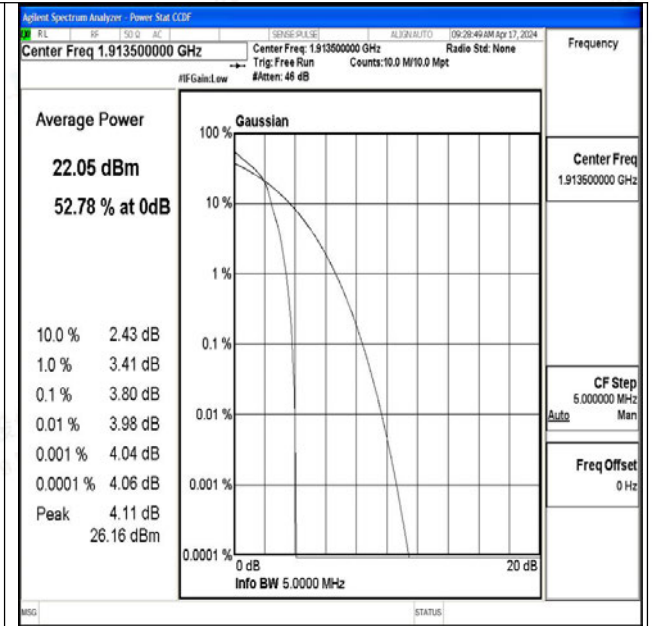 Agilent Spectrum Analyzer - Power Stat CCDF
RL RF 50 Ω AC SENSE:PULSE ALIGN AUTO 09:28:49 AM Apr 17, 2024
Center Freq 1.913500000 GHz
Center Freq: 1.913500000 GHz Radio Std: None
Trig: Free Run Counts:10.0 M/10.0 Mpt
#IFGain:Low #Atten: 46 dB
Frequency
Average Power
22.05 dBm
52.78 % at 0dB
10.0 % 2.43 dB
1.0 % 3.41 dB
0.1 % 3.80 dB
0.01 % 3.98 dB
0.001 % 4.04 dB
0.0001 % 4.06 dB
Peak 4.11 dB
26.16 dBm
Gaussian
100 %
10 %
1 %
0.1 %
0.01 %
0.001 %
0.0001 %
0 dB 20 dB
Info BW 5.0000 MHz
Center Freq
1.913500000 GHz
CF Step
5.000000 MHz
Auto Man
Freq Offset
0 Hz
MSG STATUS